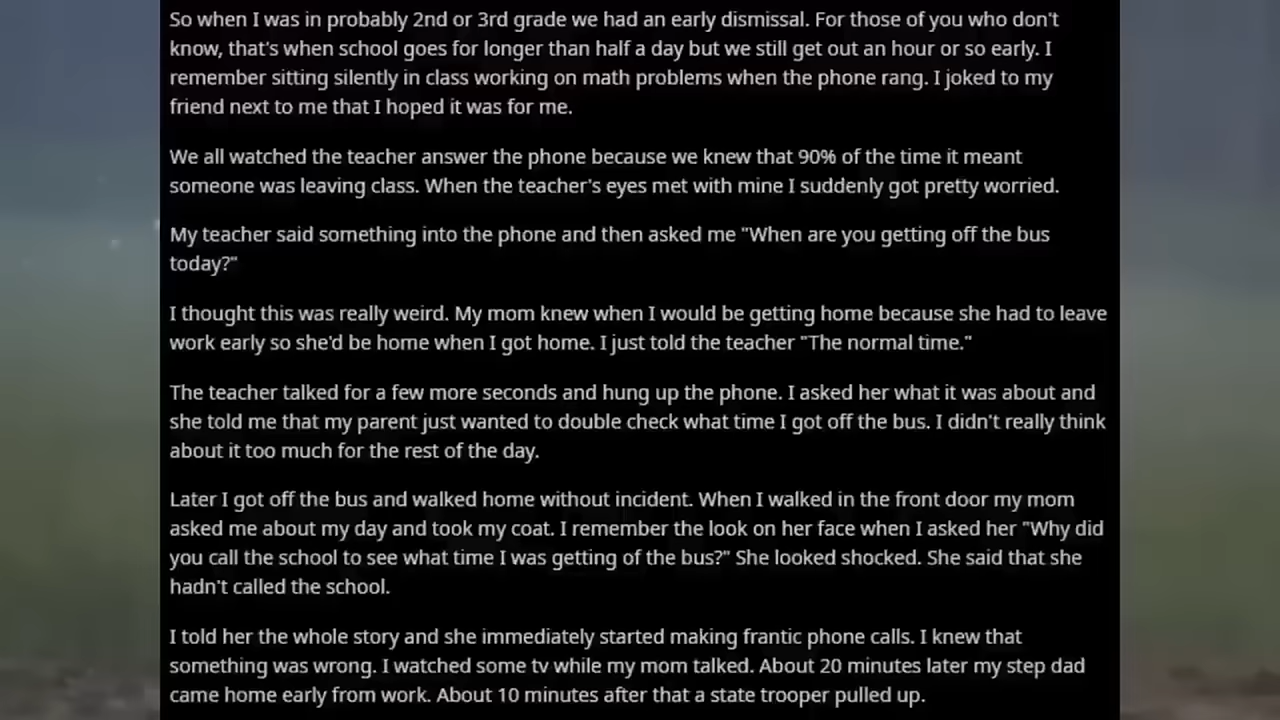 So when I was in probably 2nd or 3rd grade we had an early dismissal. For those of you who don't
know, that's when school goes for longer than half a day but we still get out an hour or so early. I
remember sitting silently in class working on math problems when the phone rang. I joked to my
friend next to me that I hoped it was for me.
We all watched the teacher answer the phone because we knew that 90% of the time it meant
someone was leaving class. When the teacher's eyes met with mine I suddenly got pretty worried.
My teacher said something into the phone and then asked me "When are you getting off the bus
today?"
I thought this was really weird. My mom knew when I would be getting home because she had to leave
work early so she'd be home when I got home. I just told the teacher "The normal time."
The teacher talked for a few more seconds and hung up the phone. I asked her what it was about and
she told me that my parent just wanted to double check what time I got off the bus. I didn't really think
about it too much for the rest of the day.
Later I got off the bus and walked home without incident. When I walked in the front door my mom
asked me about my day and took my coat. I remember the look on her face when I asked her "Why did
you call the school to see what time I was getting of the bus?" She looked shocked. She said that she
hadn't called the school.
I told her the whole story and she immediately started making frantic phone calls. I knew that
something was wrong. I watched some tv while my mom talked. About 20 minutes later my step dad
came home early from work. About 10 minutes after that a state trooper pulled up.